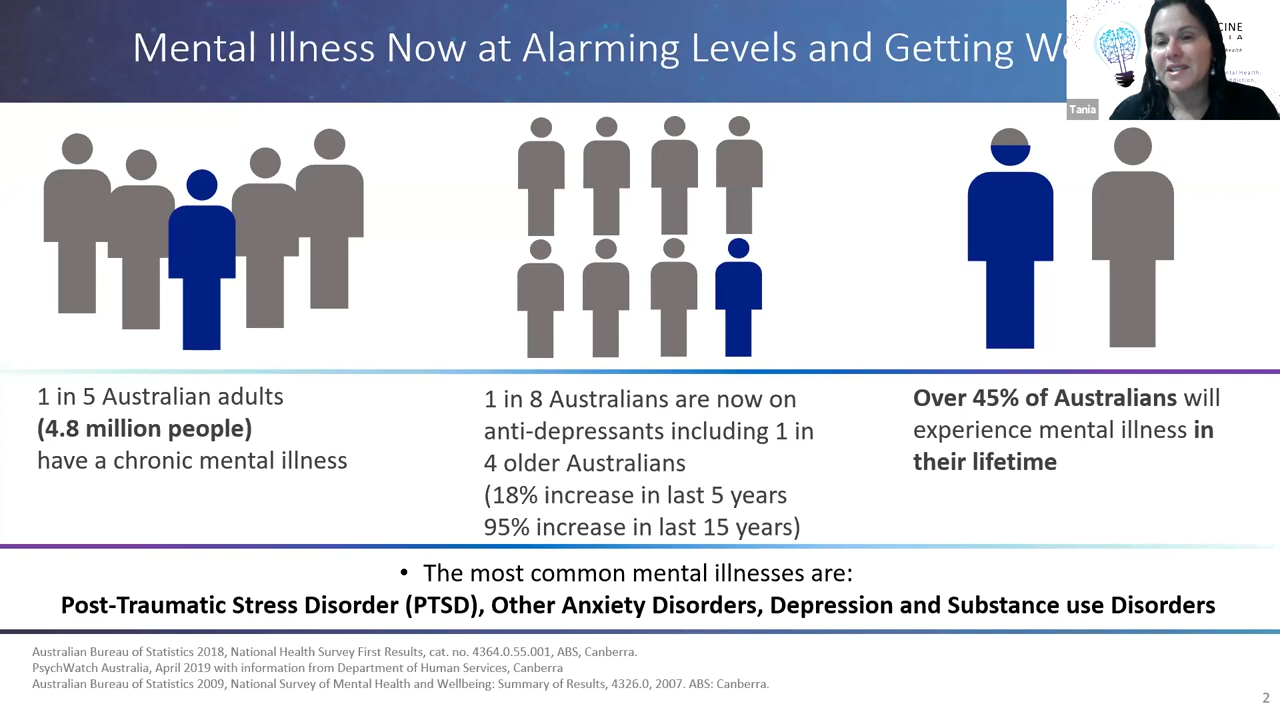 Mental Illness Now at Alarming Levels and Getting
Tania
1 in 5 Australian adults
(4.8 million people)
have a chronic mental illness
1 in 8 Australians are now on
anti-depressants including 1 in
4 older Australians
(18% increase in last 5 years
95% increase in last 15 years)
Over 45% of Australians will
experience mental illness in
their lifetime
• The most common mental illnesses are:
Post-Traumatic Stress Disorder (PTSD), Other Anxiety Disorders, Depression and Substance use Disorders
Australian Bureau of Statistics 2018, National Health Survey First Results, cat. no. 4364.0.55.001, ABS, Canberra.
PsychWatch Australia, April 2019 with information from Department of Human Services, Canberra
Australian Bureau of Statistics 2009, National Survey of Mental Health and Wellbeing: Summary of Results, 4326.0, 2007. ABS: Canberra.
2